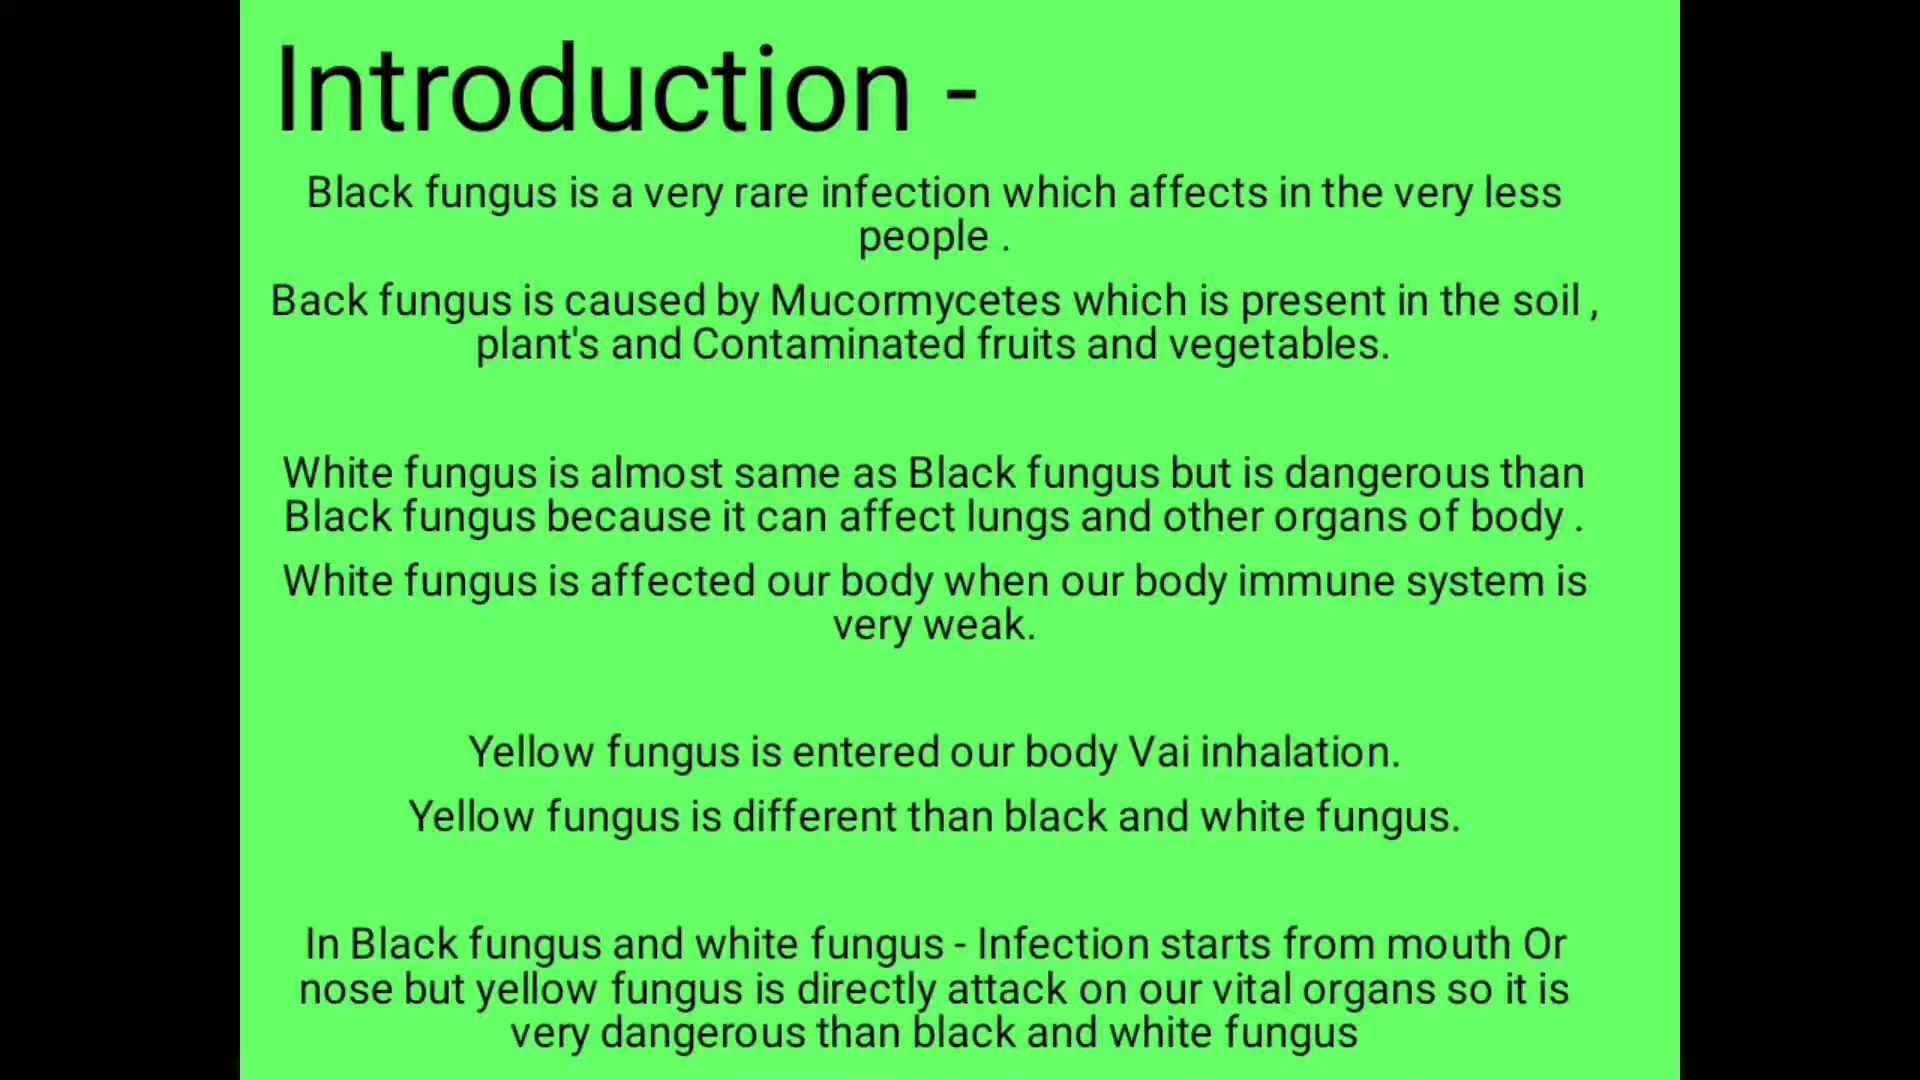 Introduction -
Black fungus is a very rare infection which affects in the very less
people .
Back fungus is caused by Mucormycetes which is present in the soil ,
plant's and Contaminated fruits and vegetables.
White fungus is almost same as Black fungus but is dangerous than
Black fungus because it can affect lungs and other organs of body .
White fungus is affected our body when our body immune system is
very weak.
Yellow fungus is entered our body Vai inhalation.
Yellow fungus is different than black and white fungus.
In Black fungus and white fungus - Infection starts from mouth Or
nose but yellow fungus is directly attack on our vital organs so it is
very dangerous than black and white fungus